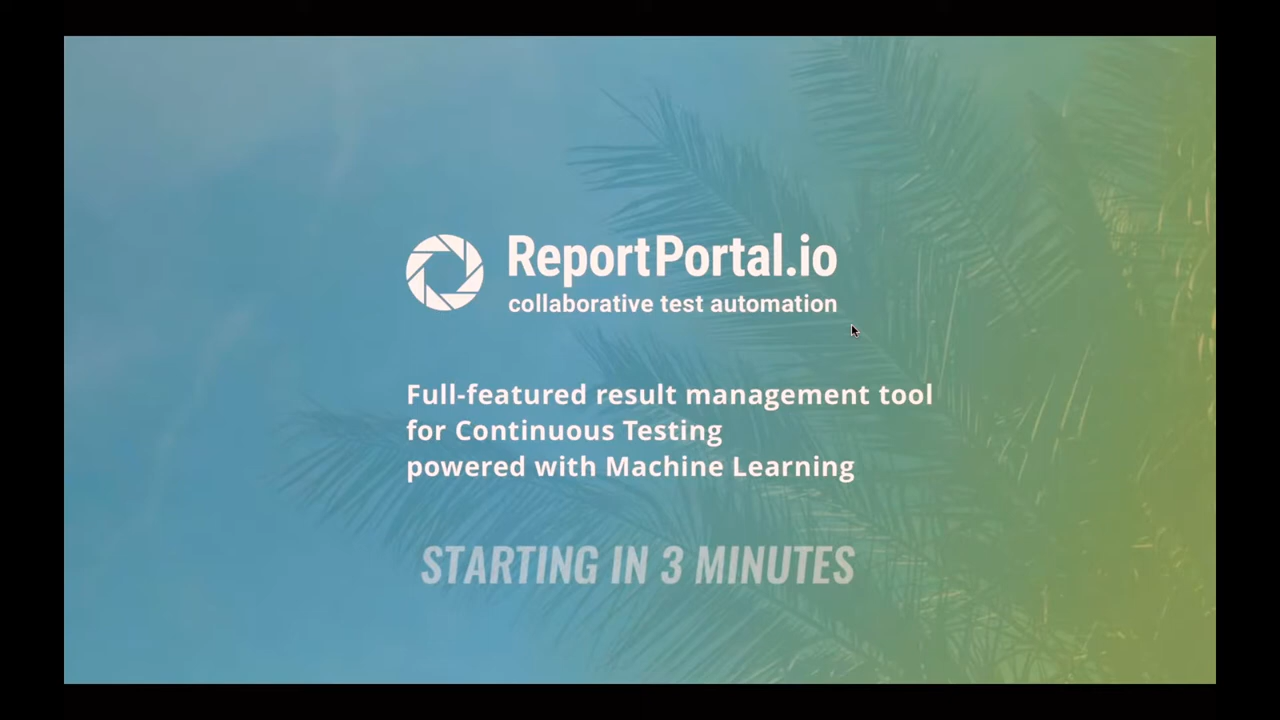 ReportPortal.io
collaborative test automation
Full-featured result management tool
for Continuous Testing
powered with Machine Learning
STARTING IN 3 MINUTES